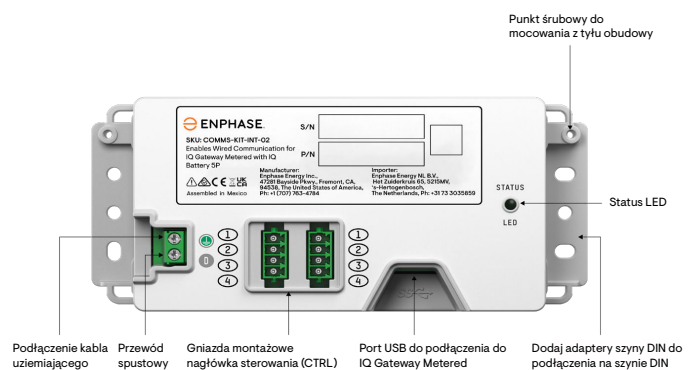 Punkt śrubowy do
mocowania z tyłu obudowy
ENPHASE
S/N
SKU: COMMS-KIT-INT-02
Enables Wired Communication for
IQ Gateway Metered with IQ
Battery 5P
P/N
Manufacturer:
Enphase Energy Inc.,
47281 Bayside Pkwy., Fremont, CA,
94538, The United States of America,
Ph: +1 (707) 763-4784
Importer:
Enphase Energy NL B.V.,
Het Zuiderkruis 65, 5215MV,
's-Hertogenbosch,
The Netherlands, Ph: +31 73 3035859
CE
UK
CA
Assembled in Mexico
STATUS
LED
Status LED
1
2
3
4
D
1
2
3
4
Podłączenie kabla
uziemiającego
Przewód
spustowy
Gniazda montażowe
nagłówka sterowania (CTRL)
Port USB do podłączenia do
IQ Gateway Metered
Dodaj adaptery szyny DIN do
podłączenia na szynie DIN